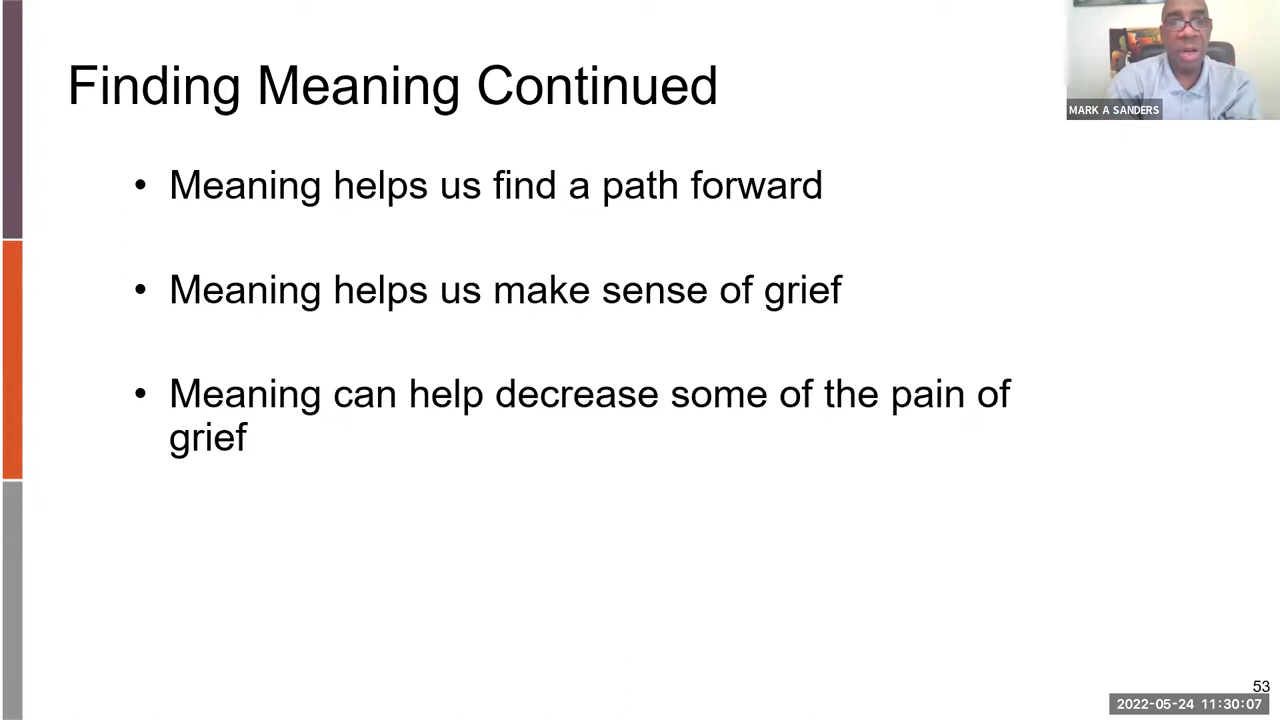 Finding Meaning Continued
MARK A SANDERS
• Meaning helps us find a path forward
• Meaning helps us make sense of grief
• Meaning can help decrease some of the pain of
grief
53
2022-05-24 11:30:07